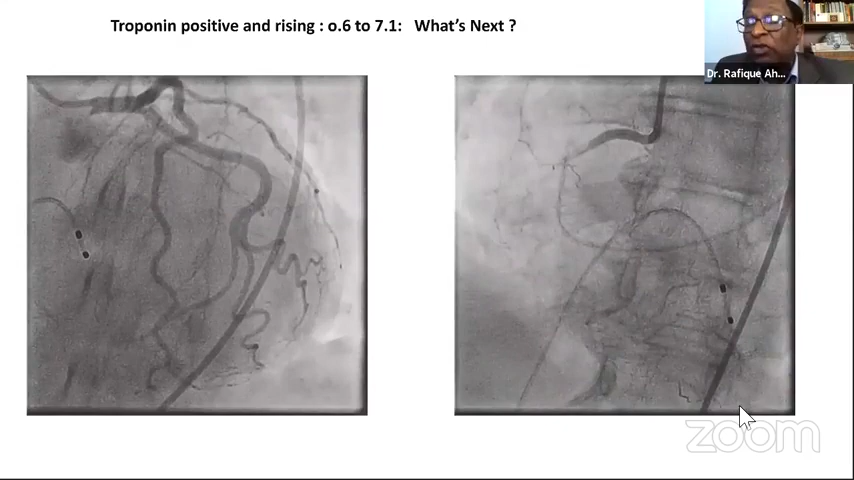 Troponin positive and rising : o.6 to 7.1: What's Next ?
Dr. Rafique Ah...
zoom